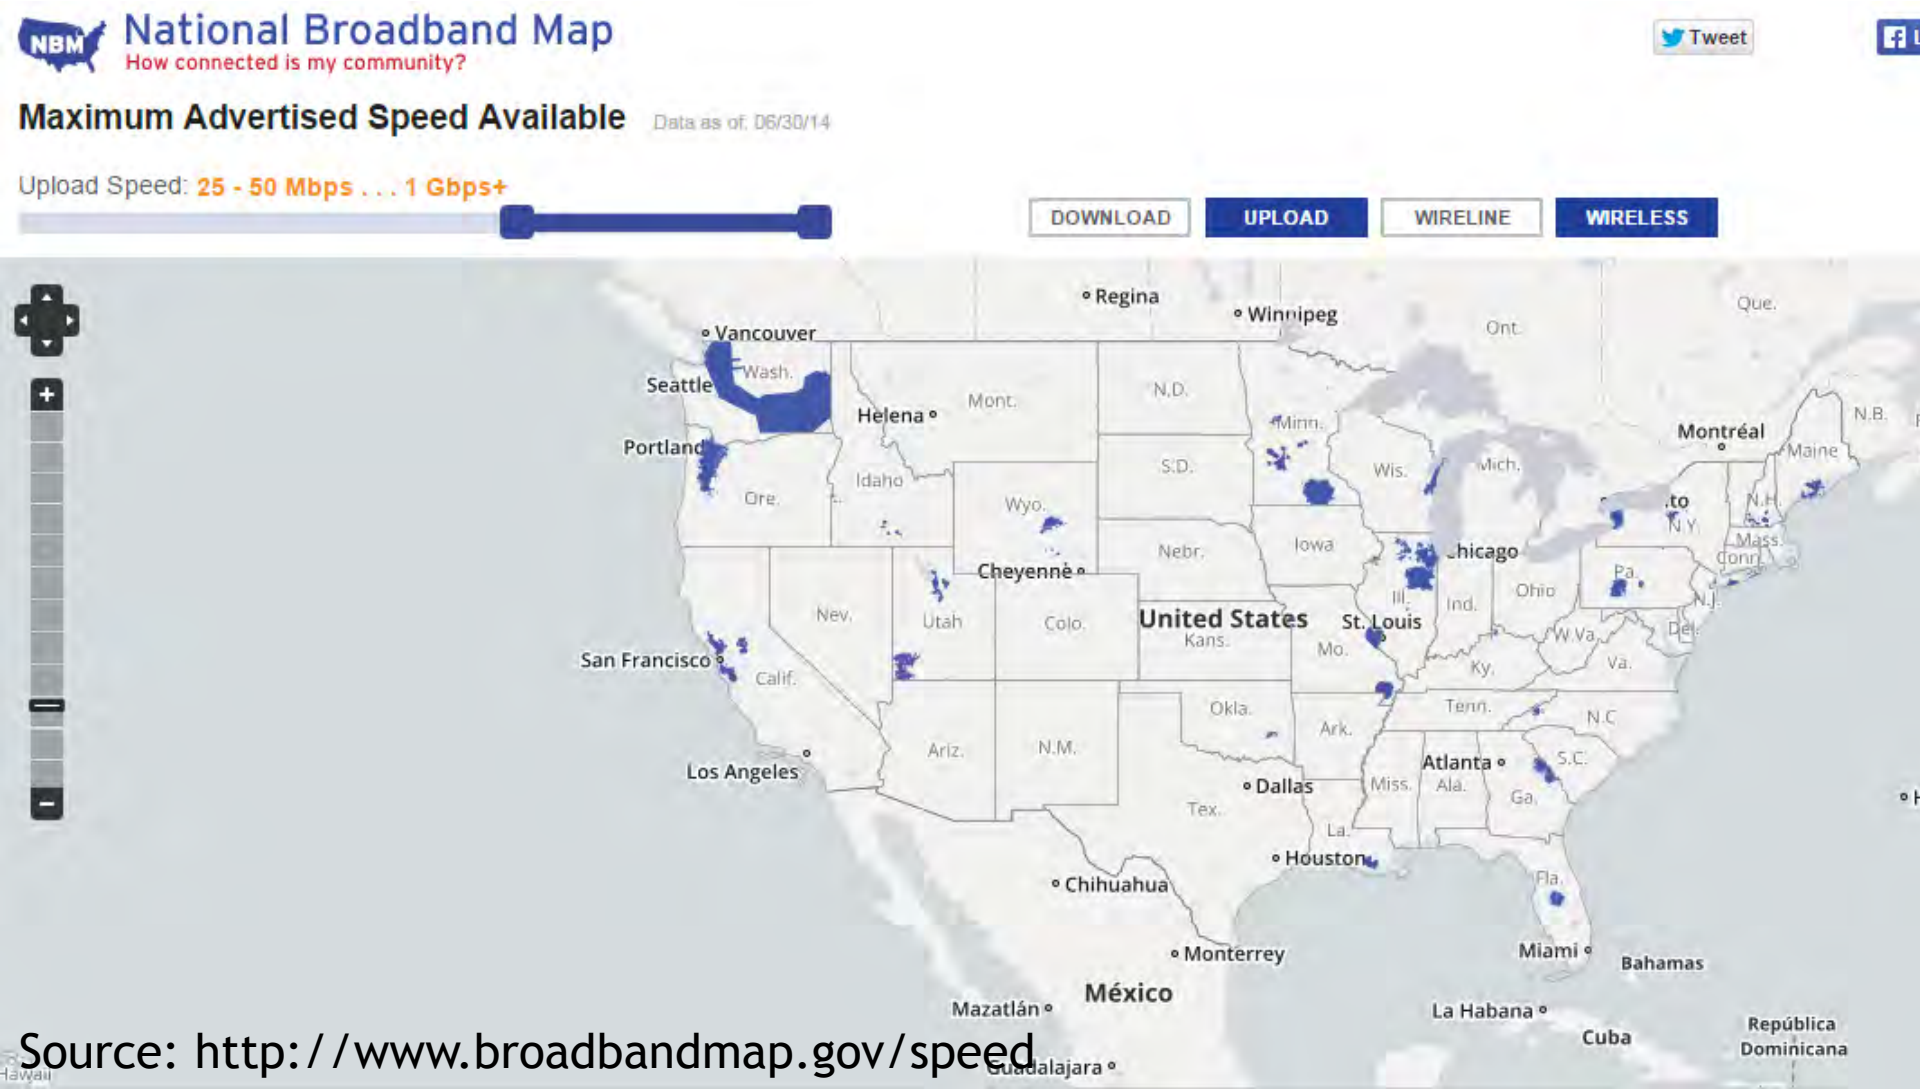 NBM
National Broadband Map
How connected is my community?
Tweet
Maximum Advertised Speed Available Data as of: 06/30/14
Upload Speed: 25 - 50 Mbps . . . 1 Gbps+
DOWNLOAD UPLOAD WIRELINE WIRELESS
Regina
Winnipeg
Ont.
Que.
Vancouver
Wash.
Seattle
Helena
Mont.
N.D.
Minn.
N.B.
Montréal
Maine
Portland
Ore.
Idaho
S.D.
Wis.
Mich.
Wyo.
.to
N.H.
N.Y.
Mass.
Conn.
Nebr.
Iowa
hicago
Cheyenne
Pa.
Ohio
Ill.
Ind.
N.J.
Nev.
Utah
Colo.
United States
Kans.
St. Louis
Mo.
W.Va.
Del.
San Francisco
Calif.
Ky.
Va.
Okla.
Tenn.
N.C.
Ark.
Ariz.
N.M.
Los Angeles
Dallas
Atlanta
S.C.
Miss.
Ala.
Ga.
Tex.
La.
Houston
Chihuahua
Fla.
Monterrey
Miami
Bahamas
México
Mazatlán
La Habana
Cuba
República
Dominicana
Source: http://www.broadbandmap.gov/speed
Guadalajara
Hawaii